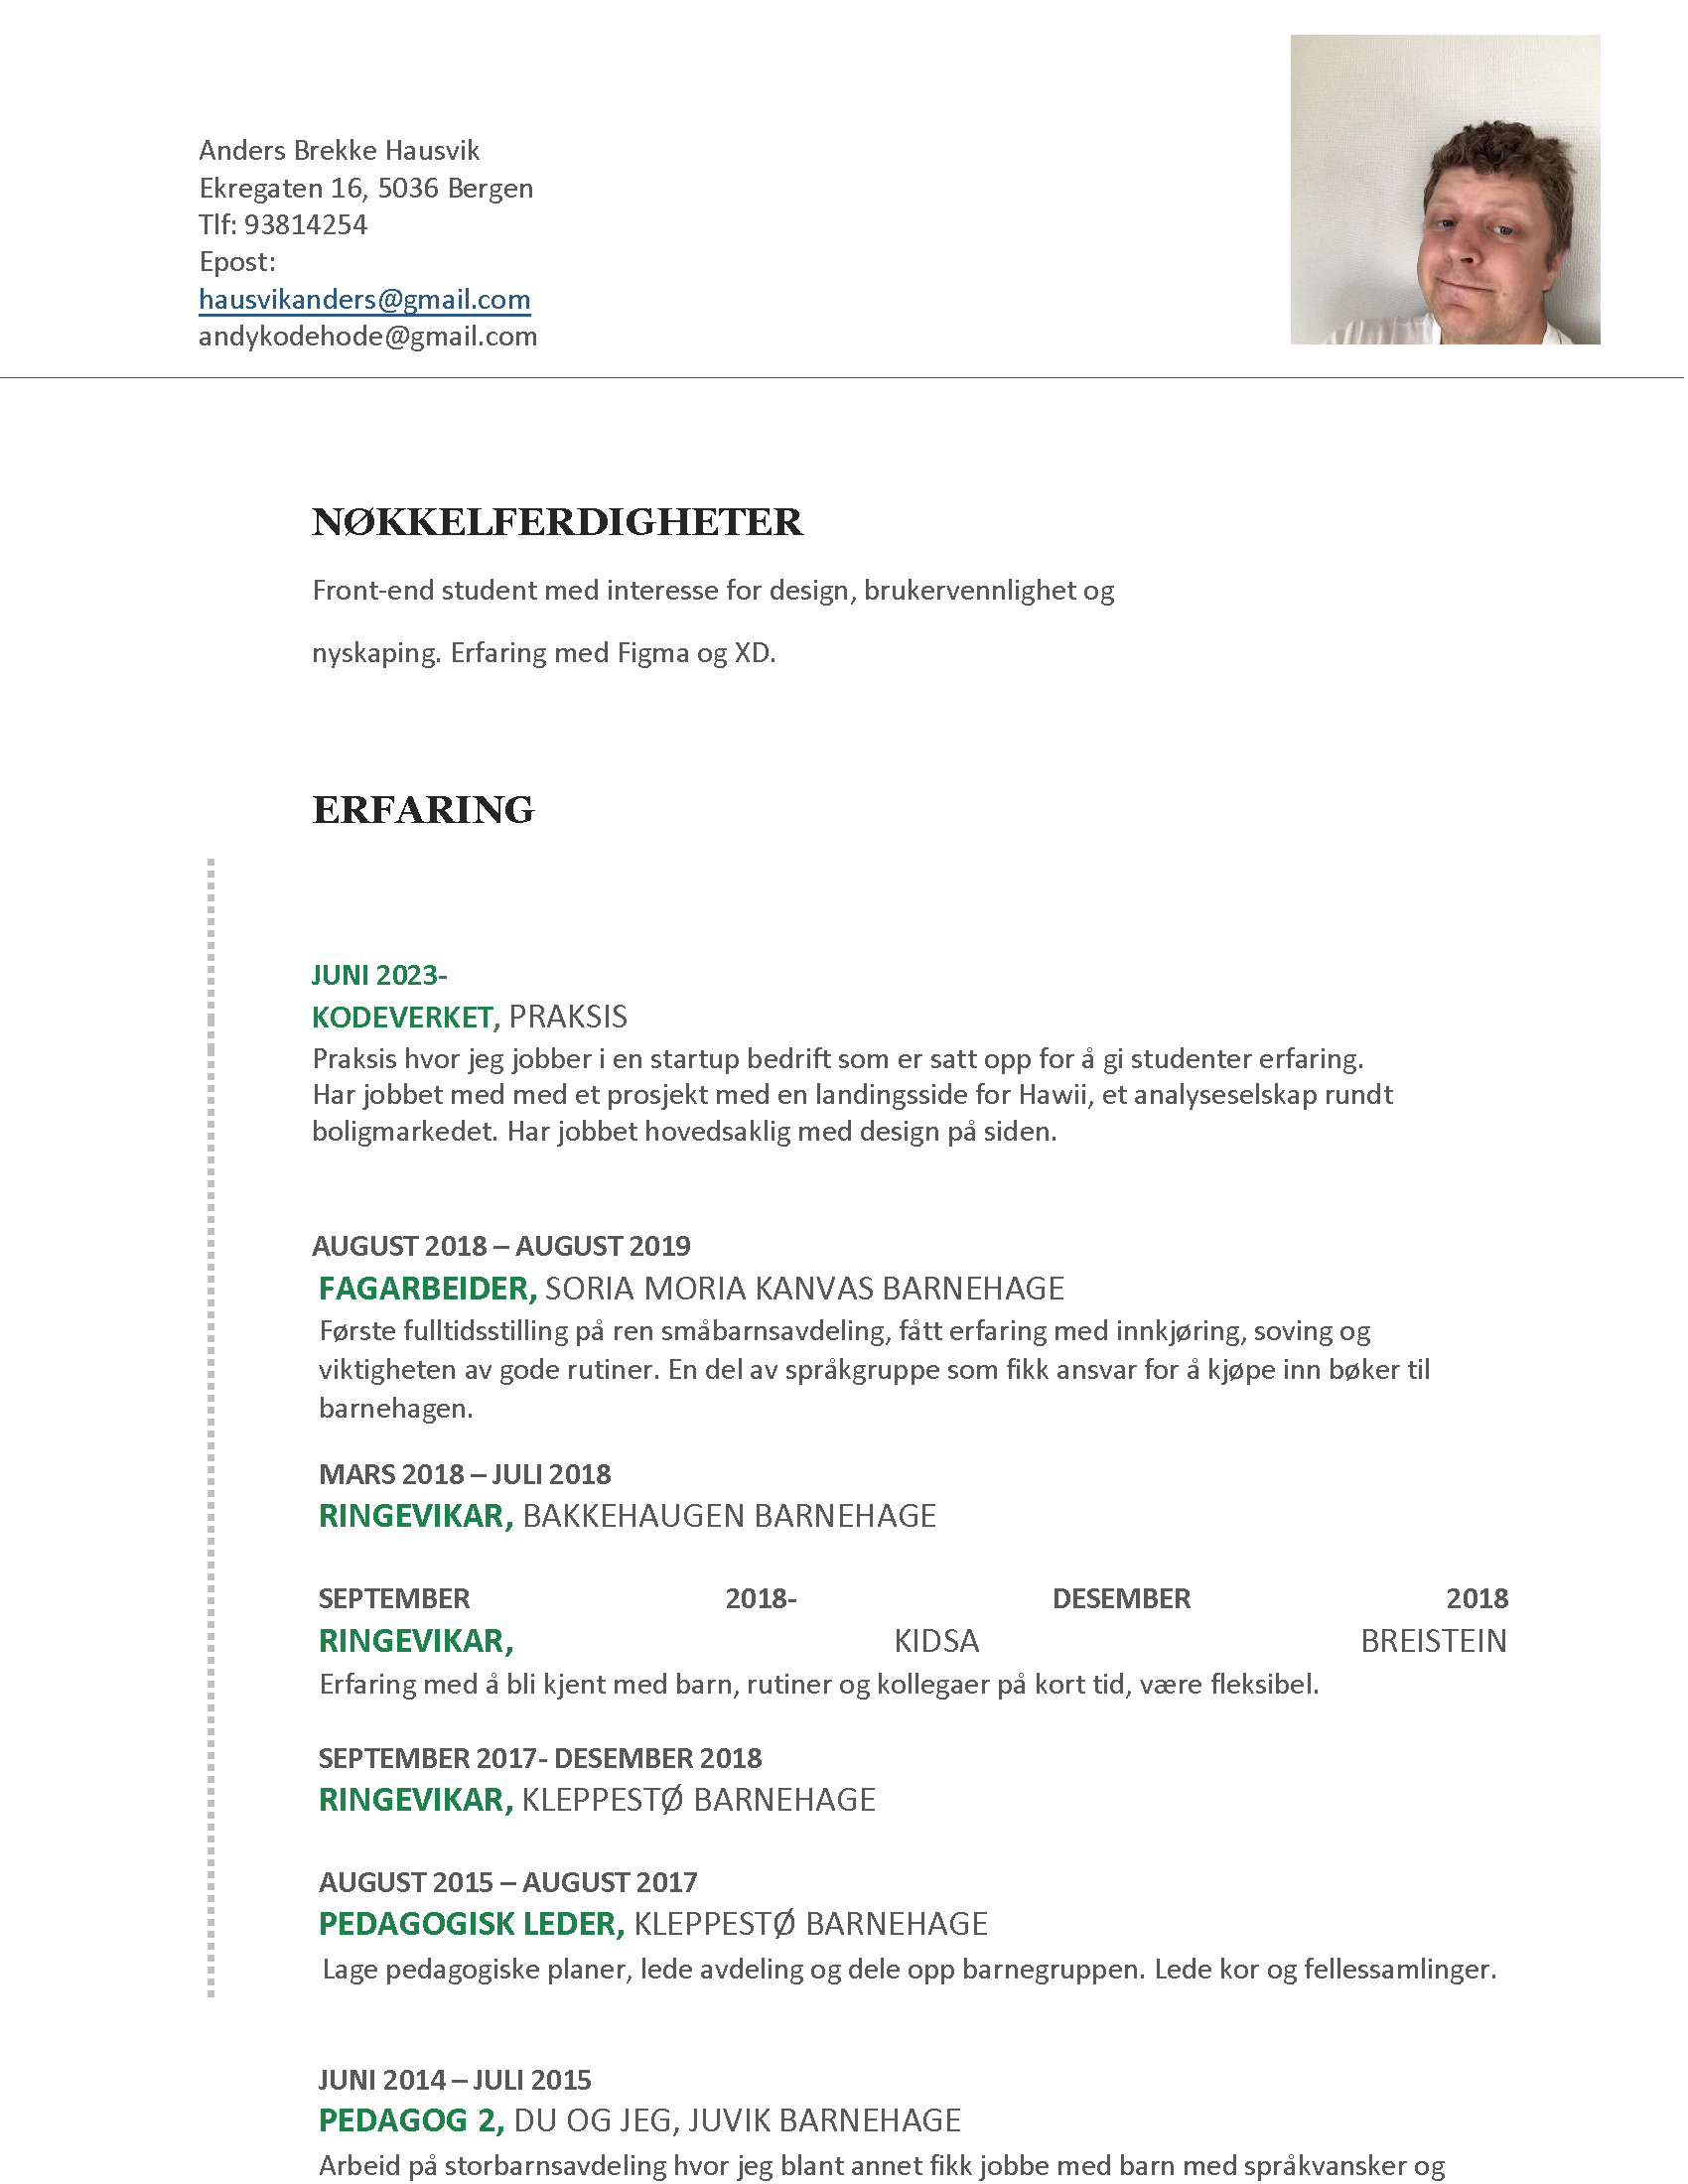 Anders Brekke Hausvik
Ekregaten 16, 5036 Bergen
Tlf: 93814254
Epost:
hausvikanders@gmail.com
andykodehode@gmail.com
NØKKELFERDIGHETER
Front-end student med interesse for design, brukervennlighet og
nyskaping. Erfaring med Figma og XD.
ERFARING
JUNI 2023-
KODEVERKET, PRAKSIS
Praksis hvor jeg jobber i en startup bedrift som er satt opp for å gi studenter erfaring.
Har jobbet med med et prosjekt med en landingsside for Hawii, et analyseselskap rundt
boligmarkedet. Har jobbet hovedsaklig med design på siden.
AUGUST 2018 – AUGUST 2019
FAGARBEIDER, SORIA MORIA KANVAS BARNEHAGE
Første fulltidsstilling på ren småbarnsavdeling, fått erfaring med innkjøring, soving og
viktigheten av gode rutiner. En del av språkgruppe som fikk ansvar for å kjøpe inn bøker til
barnehagen.
MARS 2018 – JULI 2018
RINGEVIKAR, BAKKEHAUGEN BARNEHAGE
SEPTEMBER 2018- DESEMBER 2018
RINGEVIKAR, KIDSA BREISTEIN
Erfaring med å bli kjent med barn, rutiner og kollegaer på kort tid, være fleksibel.
SEPTEMBER 2017- DESEMBER 2018
RINGEVIKAR, KLEPPESTØ BARNEHAGE
AUGUST 2015 – AUGUST 2017
PEDAGOGISK LEDER, KLEPPESTØ BARNEHAGE
Lage pedagogiske planer, lede avdeling og dele opp barnegruppen. Lede kor og fellessamlinger.
JUNI 2014 – JULI 2015
PEDAGOG 2, DU OG JEG, JUVIK BARNEHAGE
Arbeid på storbarnsavdeling hvor jeg blant annet fikk jobbe med barn med språkvansker og